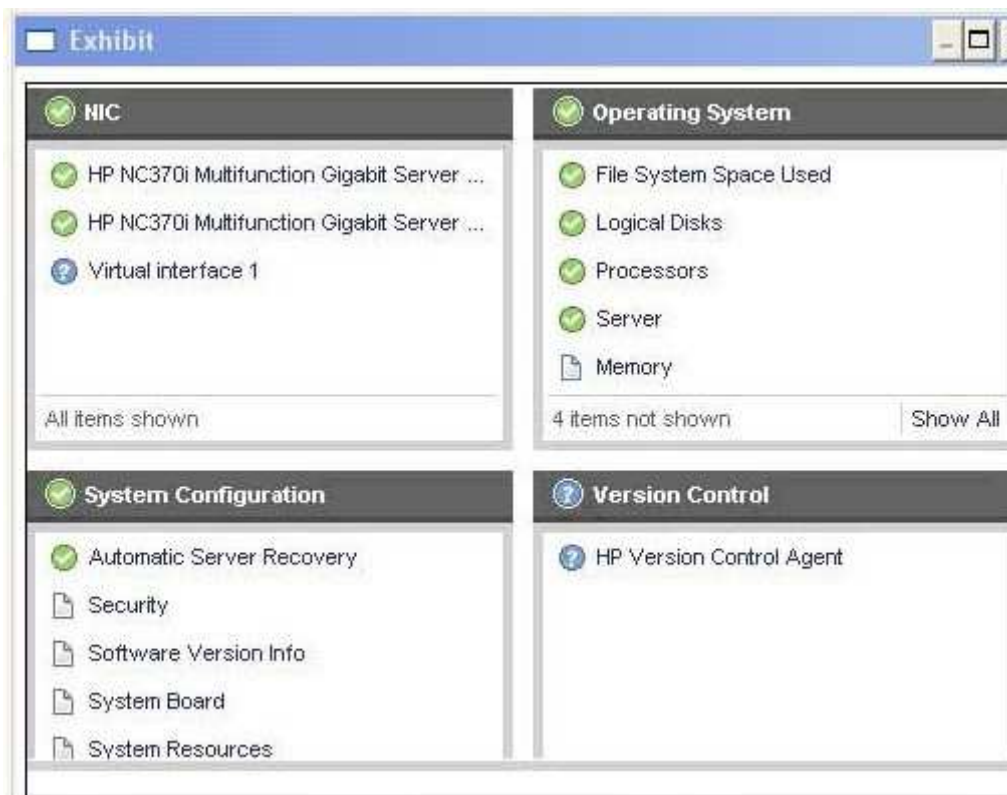 Exhibit
NIC
HP NC370i Multifunction Gigabit Server ...
HP NC370i Multifunction Gigabit Server ...
Virtual interface 1
All items shown
Operating System
File System Space Used
Logical Disks
Processors
Server
Memory
4 items not shown
Show All
System Configuration
Automatic Server Recovery
Security
Software Version Info
System Board
System Resources
Version Control
HP Version Control Agent